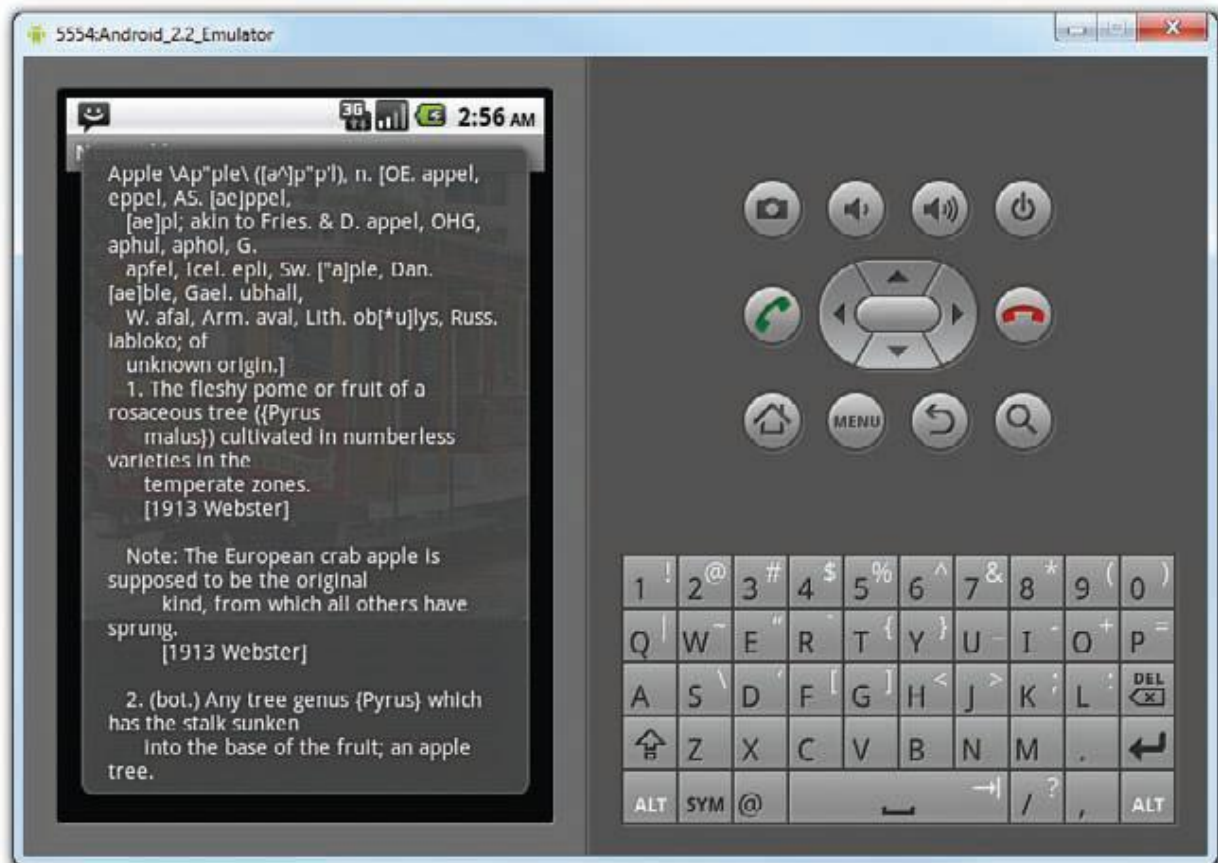 5554:Android_2.2_Emulator
3G
2:56 AM
Apple \Ap"ple\ ([a^]p"p'l), n. [OE. appel,
eppel, AS. [ae]ppel,
[ae]pl; akin to Fries. & D. appel, OHG,
aphul, aphol, G.
apfel, Icel. epli, Sw. ["a]ple, Dan.
[ae]ble, Gael. ubhall,
W. afal, Arm. aval, Lith. ob[*u]lys, Russ.
iabloko; of
unknown origin.]
1. The fleshy pome or fruit of a
rosaceous tree ({Pyrus
malus}) cultivated in numberless
varieties in the
temperate zones.
[1913 Webster]
Note: The European crab apple is
supposed to be the original
kind, from which all others have
sprung.
[1913 Webster]
2. (bot.) Any tree genus {Pyrus} which
has the stalk sunken
into the base of the fruit; an apple
tree.
MENU
1 ! 2 @ 3 # 4 $ 5 % 6 ^ 7 & 8 * 9 ( 0 )
Q | W ~ E " R ` T { Y } U _ I - O + P =
A S \ D ' F [ G ] H < J > K ; L : DEL
Z X C V B N M .
ALT SYM @ / ? , ALT